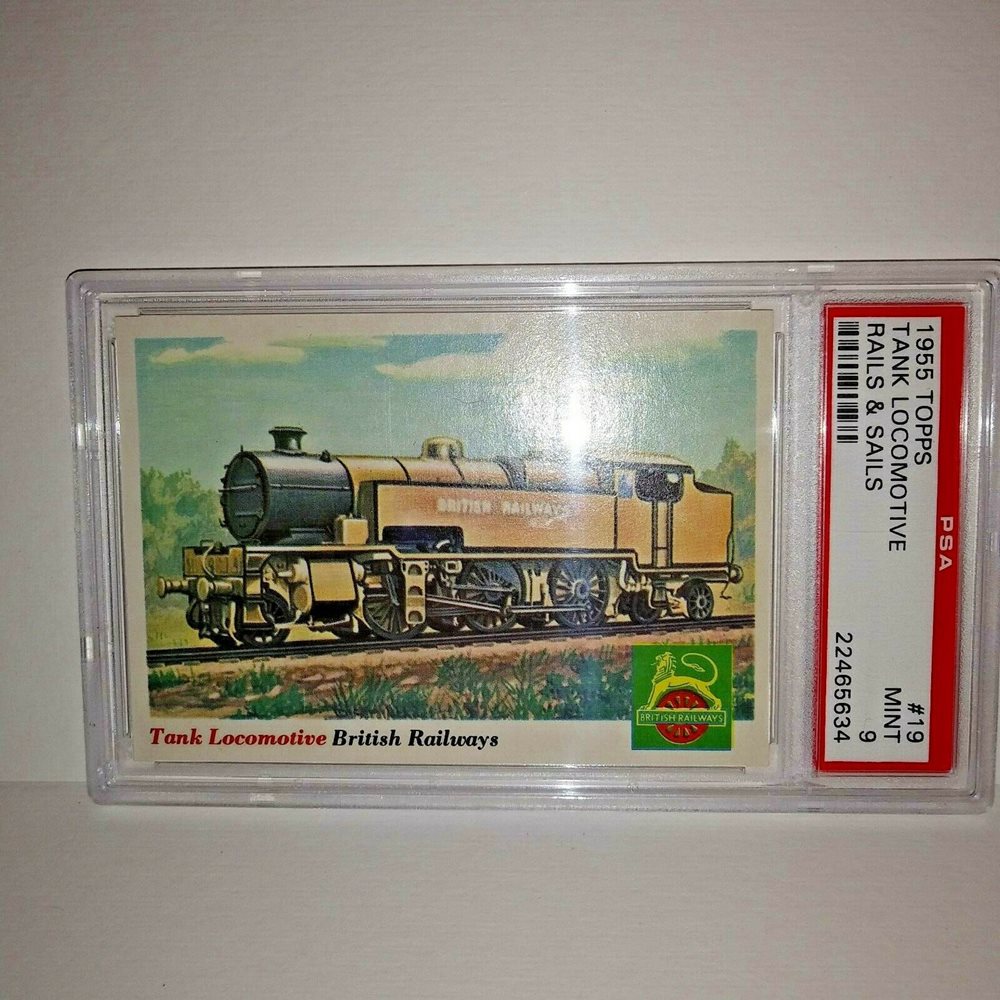 BRITISH RAILWAYS
BRITISH RAILWAYS
Tank Locomotive British Railways
PSA
1955 TOPPS #19
TANK LOCOMOTIVE MINT
RAILS & SAILS 9
22465634